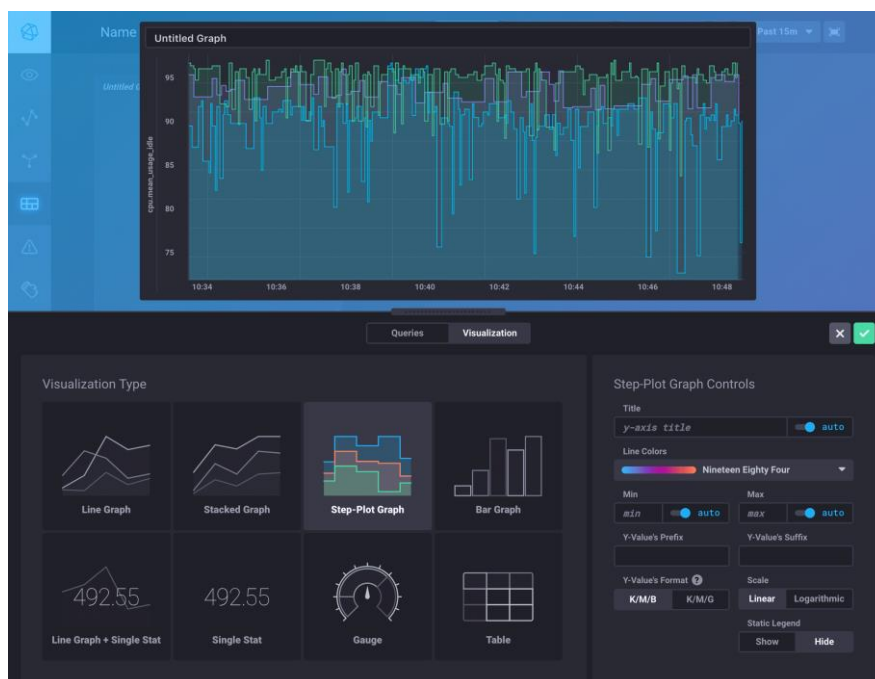 Name
Past 15m
Untitled Graph
Untitled G
cpu.mean_usage_idle
95
90
85
80
75
10:34 10:36 10:38 10:40 10:42 10:44 10:46 10:48
Queries Visualization
Visualization Type
Line Graph Stacked Graph Step-Plot Graph Bar Graph
492.55 492.55
Line Graph + Single Stat Single Stat Gauge Table
Step-Plot Graph Controls
Title
y-axis title auto
Line Colors
Nineteen Eighty Four
Min Max
min auto max auto
Y-Value's Prefix Y-Value's Suffix
Y-Value's Format ? Scale
K/M/B K/M/G Linear Logarithmic
Static Legend
Show Hide